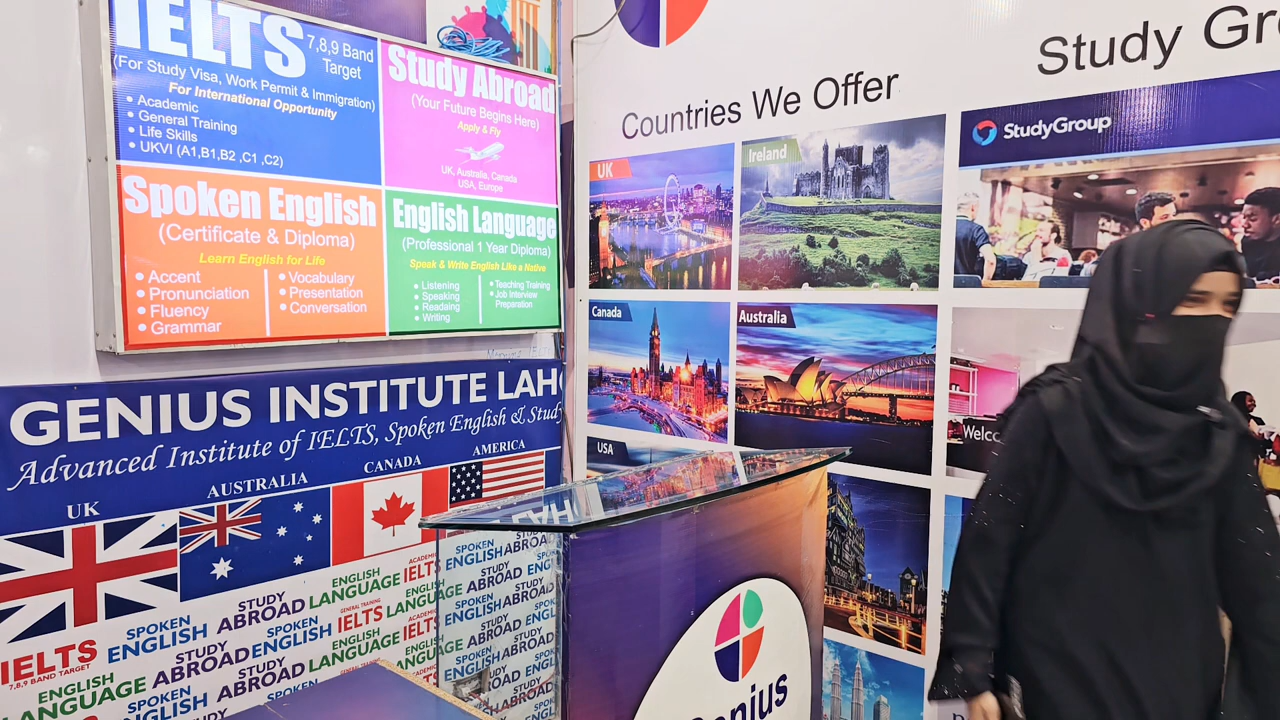 IELTS 7,8,9 Band
Target
(For Study Visa, Work Permit & Immigration)
For International Opportunity
• Academic
• General Training
• Life Skills
• UKVI (A1,B1,B2 ,C1 ,C2)
Study Abroad
(Your Future Begins Here)
Apply & Fly
UK, Australia, Canada
USA, Europe
Spoken English
(Certificate & Diploma)
Learn English for Life
• Accent
• Pronunciation
• Fluency
• Grammar
• Vocabulary
• Presentation
• Conversation
English Language
(Professional 1 Year Diploma)
Speak & Write English Like a Native
• Listening
• Speaking
• Readaing
• Writing
• Teaching Training
• Job Interview
Preparation
GENIUS INSTITUTE LAH
Advanced Institute of IELTS, Spoken English & Study
UK
AUSTRALIA
CANADA
AMERICA
IELTS
7,8,9 BAND TARGET
SPOKEN
ENGLISH
STUDY
ABROAD
ENGLISH
LANGUAGE
GENERAL TRAINING
IELTS
Countries We Offer
UK
Ireland
Canada
Australia
USA
Study Gr
StudyGroup
Welc
Genius